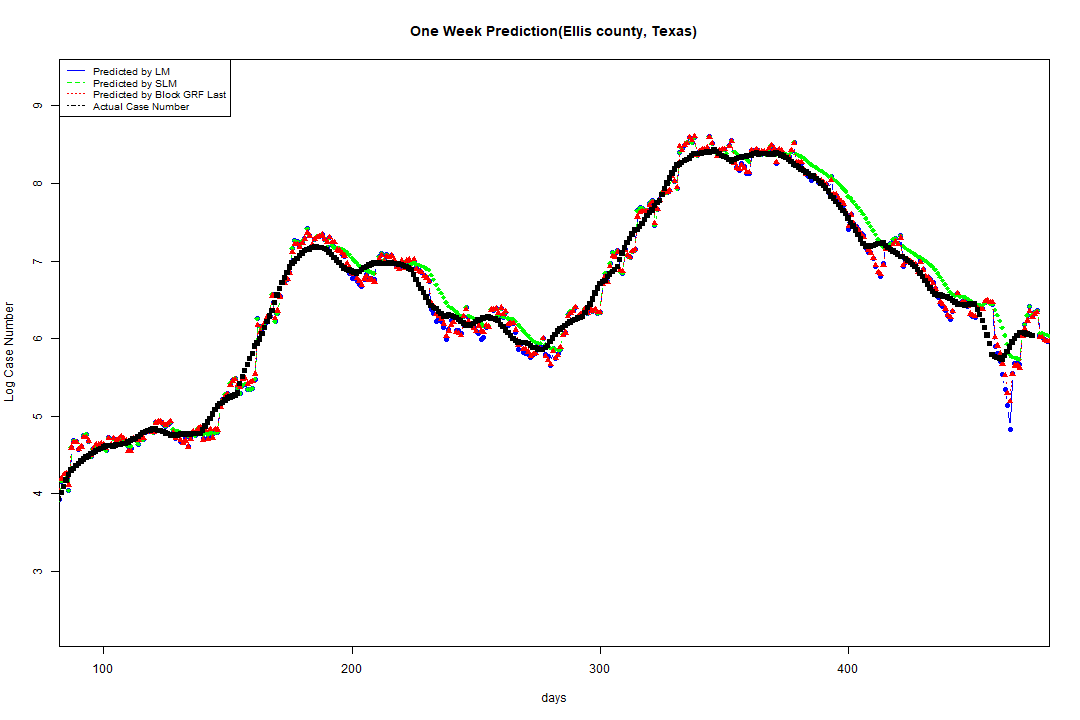 One Week Prediction(Ellis county, Texas)
Predicted by LM
Predicted by SLM
Predicted by Block GRF Last
Actual Case Number
9
8
7
6
5
4
3
Log Case Number
100 200 300 400
days